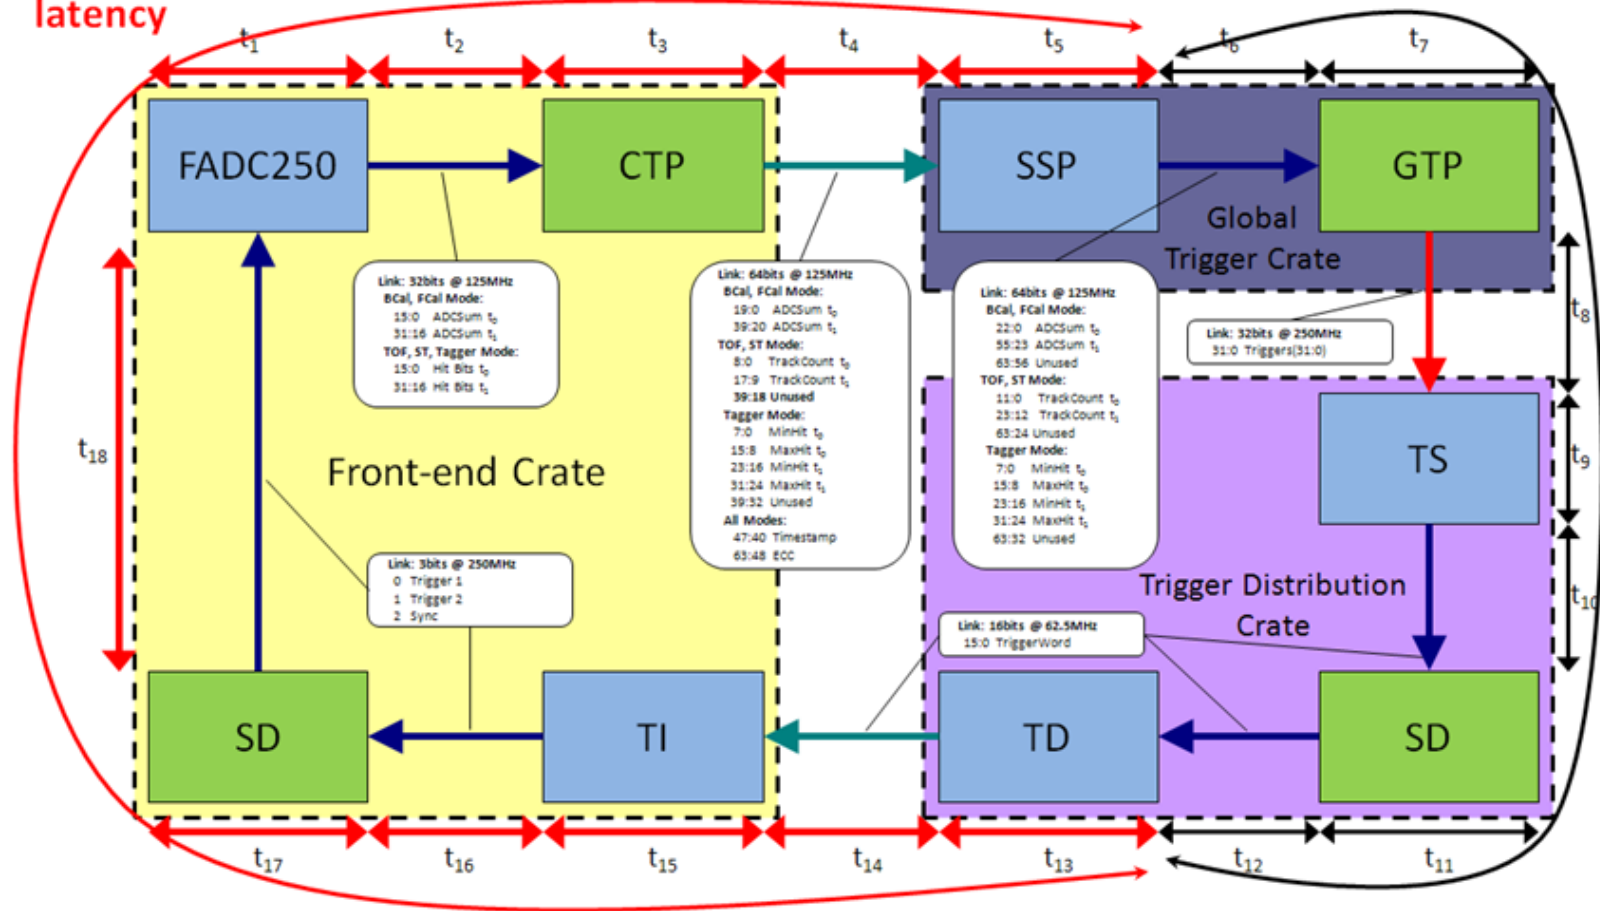 latency
t1 t2 t3 t4 t5 t6 t7
FADC250
CTP
SSP
GTP
Global
Trigger Crate
t8
Link: 32bits @ 125MHz
BCal, FCal Mode:
15:0 ADCSum t0
31:16 ADCSum t1
TOF, ST, Tagger Mode:
15:0 Hit Bits t0
31:16 Hit Bits t1
Link: 64bits @ 125MHz
BCal, FCal Mode:
19:0 ADCSum t0
39:20 ADCSum t1
TOF, ST Mode:
8:0 TrackCount t0
17:9 TrackCount t1
39:18 Unused
Tagger Mode:
7:0 MinHit t0
15:8 MaxHit t0
23:16 MinHit t1
31:24 MaxHit t1
39:32 Unused
All Modes:
47:40 Timestamp
63:48 ECC
Link: 64bits @ 125MHz
BCal, FCal Mode:
22:0 ADCSum t0
55:23 ADCSum t1
63:56 Unused
TOF, ST Mode:
11:0 TrackCount t0
23:12 TrackCount t1
63:24 Unused
Tagger Mode:
7:0 MinHit t0
15:8 MaxHit t0
23:16 MinHit t1
31:24 MaxHit t1
63:32 Unused
Link: 32bits @ 250MHz
31:0 Triggers(31:0)
t18
Front-end Crate
TS
t9
Link: 3bits @ 250MHz
0 Trigger 1
1 Trigger 2
2 Sync
Trigger Distribution
Crate
t10
Link: 16bits @ 62.5MHz
15:0 TriggerWord
SD
TI
TD
SD
t17 t16 t15 t14 t13 t12 t11